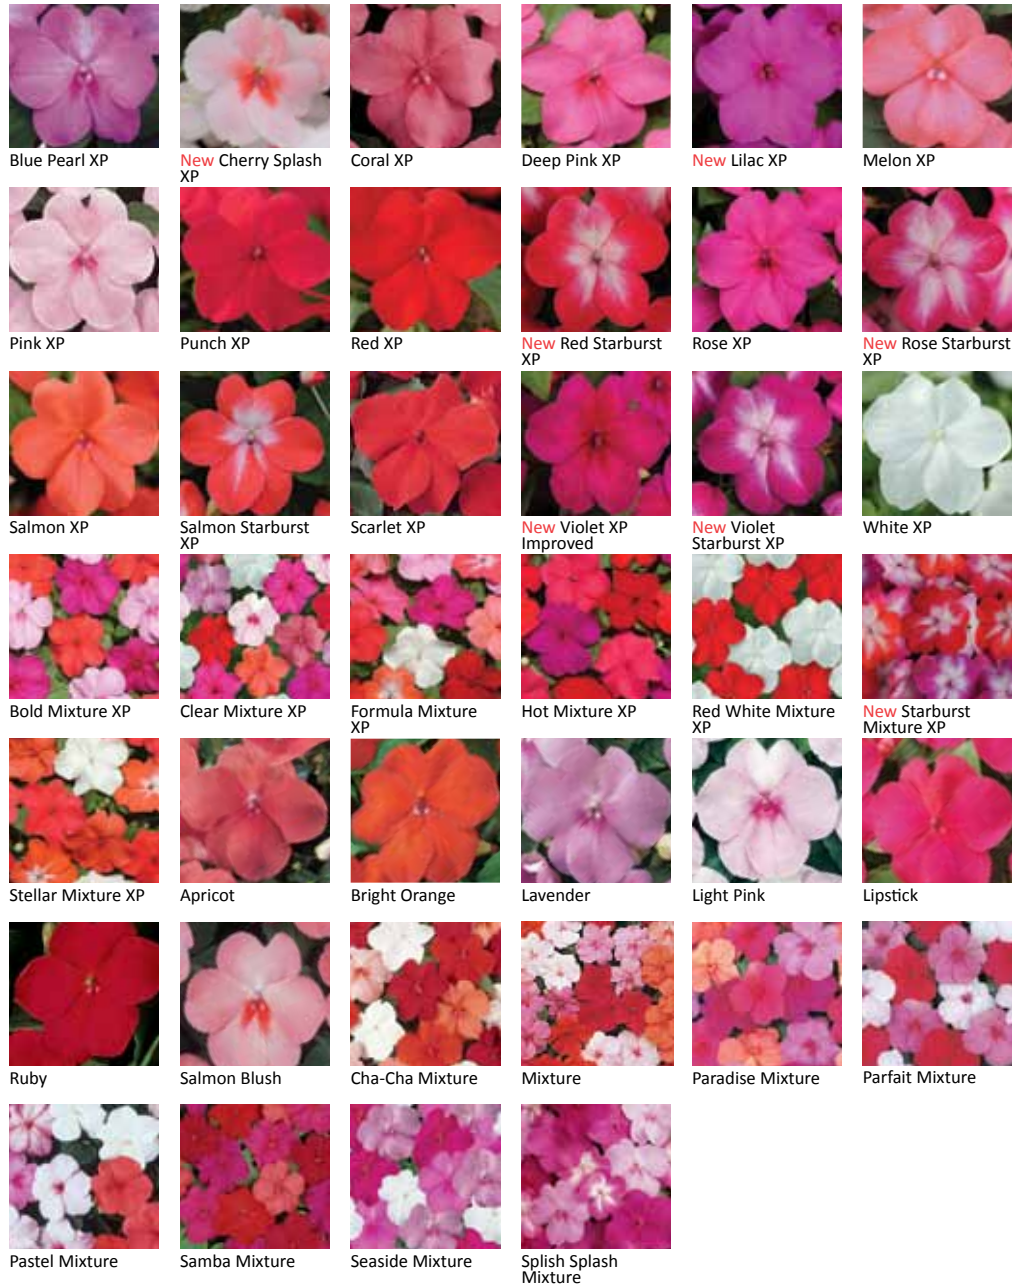 Blue Pearl XP
New Cherry Splash
XP
Coral XP
Deep Pink XP
New Lilac XP
Melon XP
Pink XP
Punch XP
Red XP
New Red Starburst
XP
Rose XP
New Rose Starburst
XP
Salmon XP
Salmon Starburst
XP
Scarlet XP
New Violet XP
Improved
New Violet
Starburst XP
White XP
Bold Mixture XP
Clear Mixture XP
Formula Mixture
XP
Hot Mixture XP
Red White Mixture
XP
New Starburst
Mixture XP
Stellar Mixture XP
Apricot
Bright Orange
Lavender
Light Pink
Lipstick
Ruby
Salmon Blush
Cha-Cha Mixture
Mixture
Paradise Mixture
Parfait Mixture
Pastel Mixture
Samba Mixture
Seaside Mixture
Splish Splash
Mixture